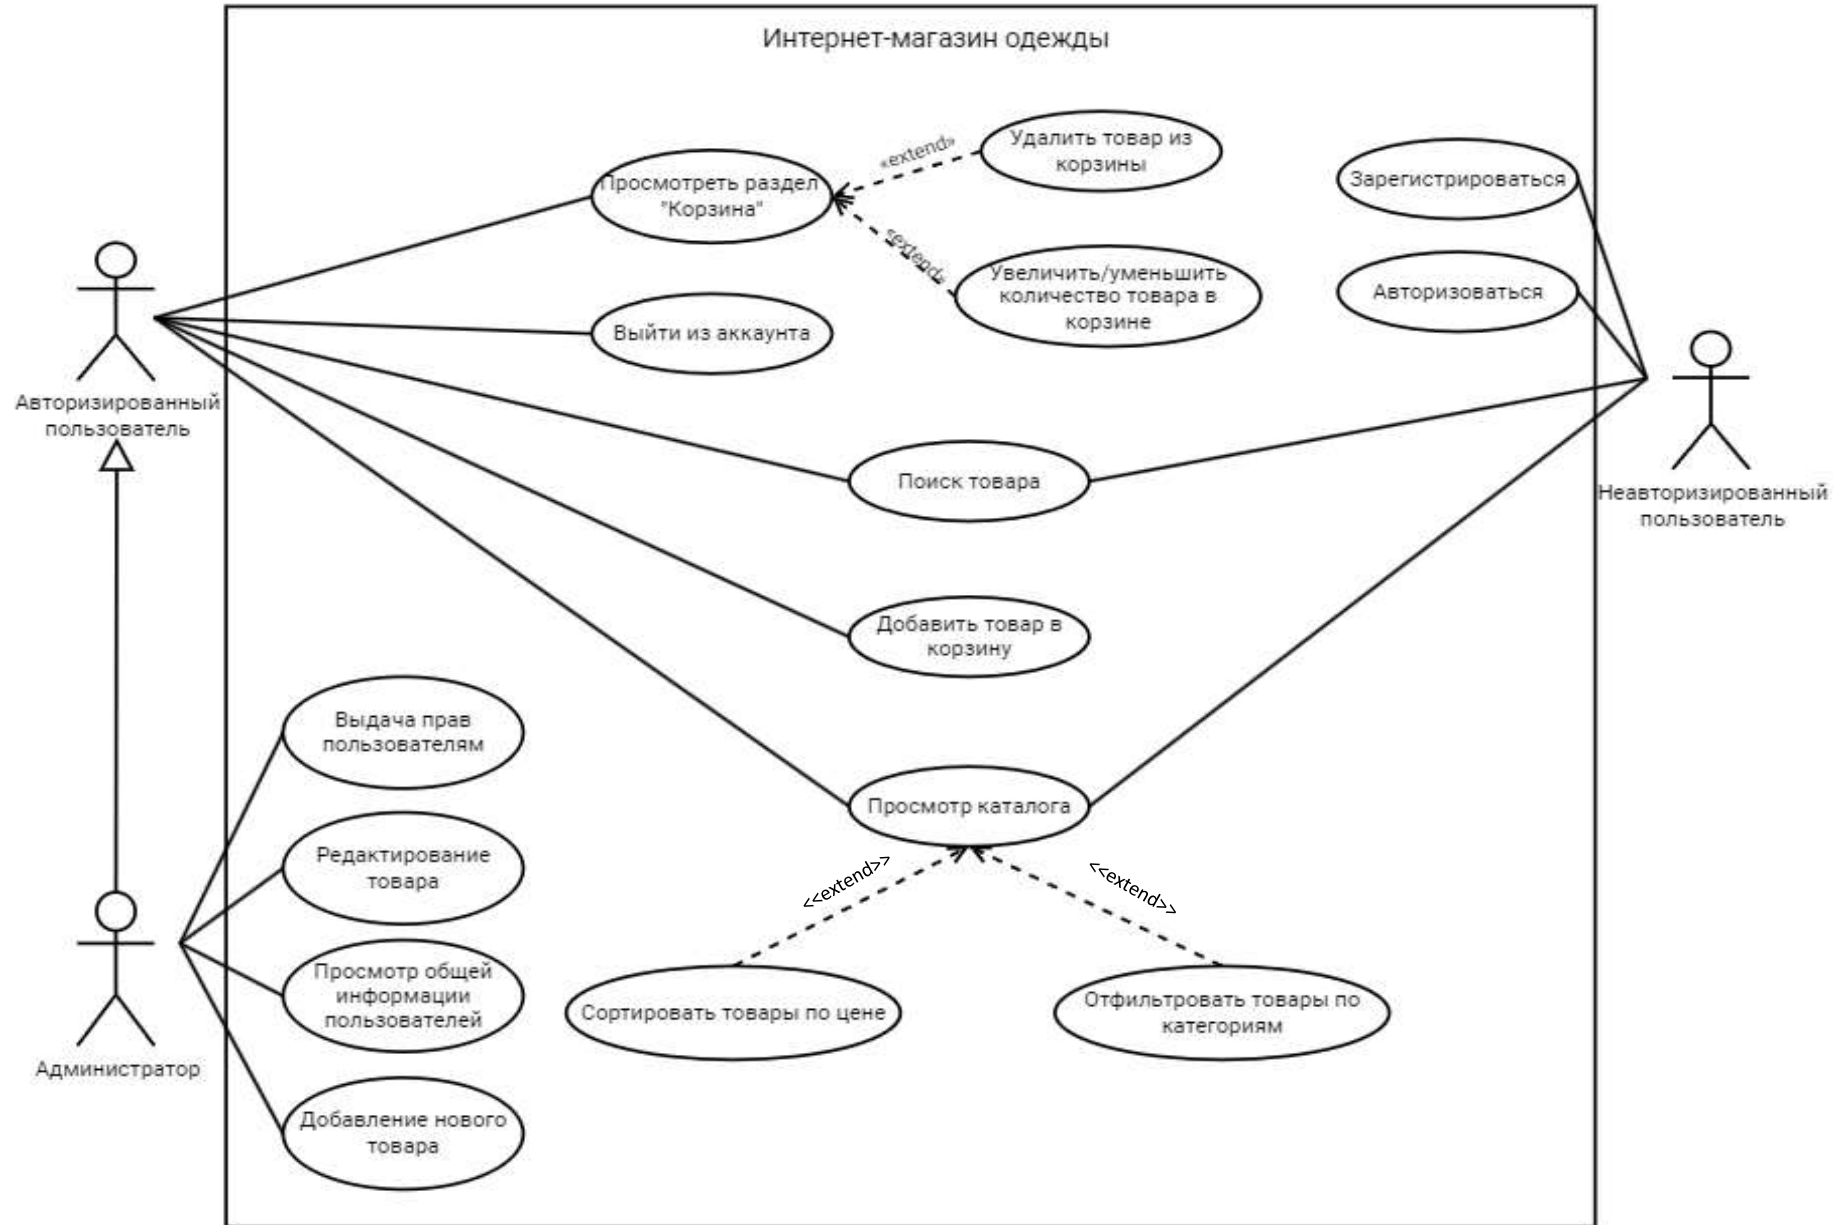 Интернет-магазин одежды
«extend»
Удалить товар из
корзины
Просмотреть раздел
"Корзина"
Зарегистрироваться
«extend»
Увеличить/уменьшить
количество товара в
корзине
Авторизоваться
Выйти из аккаунта
Авторизированный
пользователь
Поиск товара
Неавторизированный
пользователь
Добавить товар в
корзину
Выдача прав
пользователям
Просмотр каталога
Редактирование
товара
<<extend>>
<<extend>>
Просмотр общей
информации
пользователей
Сортировать товары по цене
Отфильтровать товары по
категориям
Администратор
Добавление нового
товара